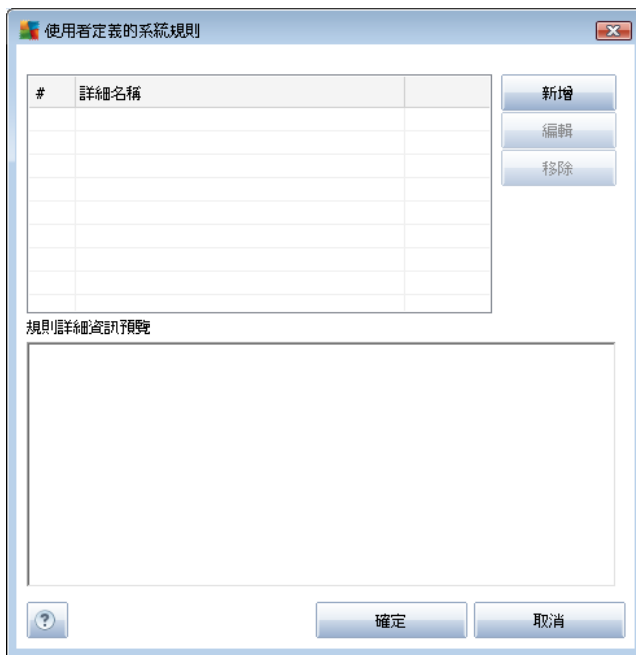 使用者定義的系統規則
# 詳細名稱
新增
編輯
移除
規則詳細資訊預覽
?
確定 取消